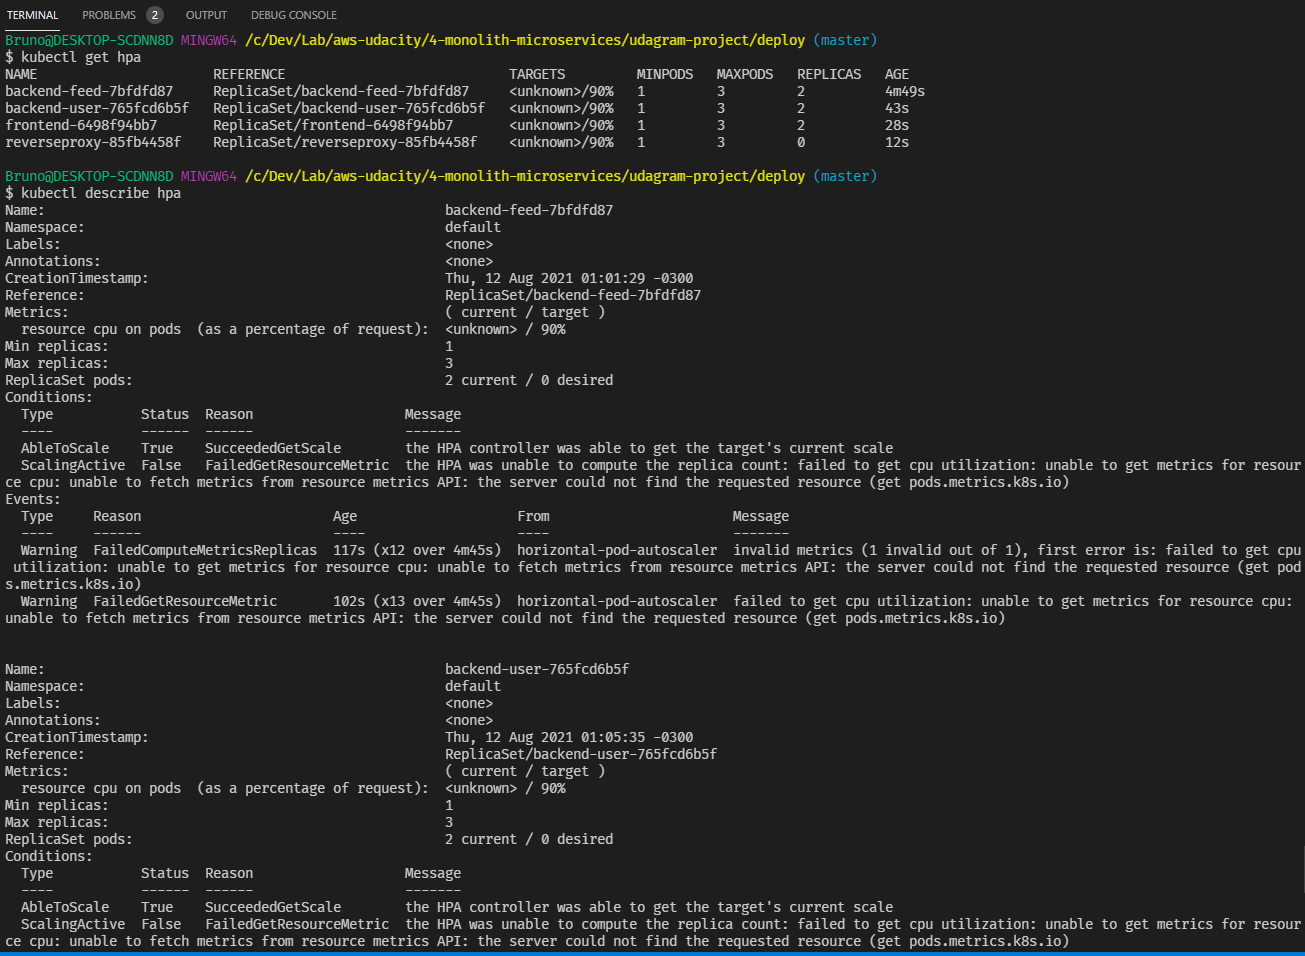 TERMINAL PROBLEMS 2 OUTPUT DEBUG CONSOLE
Bruno@DESKTOP-SCDNN8D MINGW64 /c/Dev/Lab/aws-udacity/4-monolith-microservices/udagram-project/deploy (master)
$ kubectl get hpa
NAME REFERENCE TARGETS MINPODS MAXPODS REPLICAS AGE
backend-feed-7bfdfd87 ReplicaSet/backend-feed-7bfdfd87 <unknown>/90% 1 3 2 4m49s
backend-user-765fcd6b5f ReplicaSet/backend-user-765fcd6b5f <unknown>/90% 1 3 2 43s
frontend-6498f94bb7 ReplicaSet/frontend-6498f94bb7 <unknown>/90% 1 3 2 28s
reverseproxy-85fb4458f ReplicaSet/reverseproxy-85fb4458f <unknown>/90% 1 3 0 12s
Bruno@DESKTOP-SCDNN8D MINGW64 /c/Dev/Lab/aws-udacity/4-monolith-microservices/udagram-project/deploy (master)
$ kubectl describe hpa
Name: backend-feed-7bfdfd87
Namespace: default
Labels: <none>
Annotations: <none>
CreationTimestamp: Thu, 12 Aug 2021 01:01:29 -0300
Reference: ReplicaSet/backend-feed-7bfdfd87
Metrics: ( current / target )
resource cpu on pods (as a percentage of request): <unknown> / 90%
Min replicas: 1
Max replicas: 3
ReplicaSet pods: 2 current / 0 desired
Conditions:
Type Status Reason Message
---- ------ ------ -------
AbleToScale True SucceededGetScale the HPA controller was able to get the target's current scale
ScalingActive False FailedGetResourceMetric the HPA was unable to compute the replica count: failed to get cpu utilization: unable to get metrics for resour
ce cpu: unable to fetch metrics from resource metrics API: the server could not find the requested resource (get pods.metrics.k8s.io)
Events:
Type Reason Age From Message
---- ------ ---- ---- -------
Warning FailedComputeMetricsReplicas 117s (x12 over 4m45s) horizontal-pod-autoscaler invalid metrics (1 invalid out of 1), first error is: failed to get cpu
utilization: unable to get metrics for resource cpu: unable to fetch metrics from resource metrics API: the server could not find the requested resource (get pod
s.metrics.k8s.io)
Warning FailedGetResourceMetric 102s (x13 over 4m45s) horizontal-pod-autoscaler failed to get cpu utilization: unable to get metrics for resource cpu:
unable to fetch metrics from resource metrics API: the server could not find the requested resource (get pods.metrics.k8s.io)
Name: backend-user-765fcd6b5f
Namespace: default
Labels: <none>
Annotations: <none>
CreationTimestamp: Thu, 12 Aug 2021 01:05:35 -0300
Reference: ReplicaSet/backend-user-765fcd6b5f
Metrics: ( current / target )
resource cpu on pods (as a percentage of request): <unknown> / 90%
Min replicas: 1
Max replicas: 3
ReplicaSet pods: 2 current / 0 desired
Conditions:
Type Status Reason Message
---- ------ ------ -------
AbleToScale True SucceededGetScale the HPA controller was able to get the target's current scale
ScalingActive False FailedGetResourceMetric the HPA was unable to compute the replica count: failed to get cpu utilization: unable to get metrics for resour
ce cpu: unable to fetch metrics from resource metrics API: the server could not find the requested resource (get pods.metrics.k8s.io)